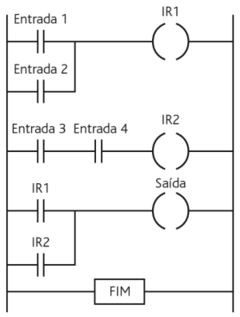 Entrada 1
IR1
Entrada 2
Entrada 3 Entrada 4
IR2
IR1
Saída
IR2
FIM